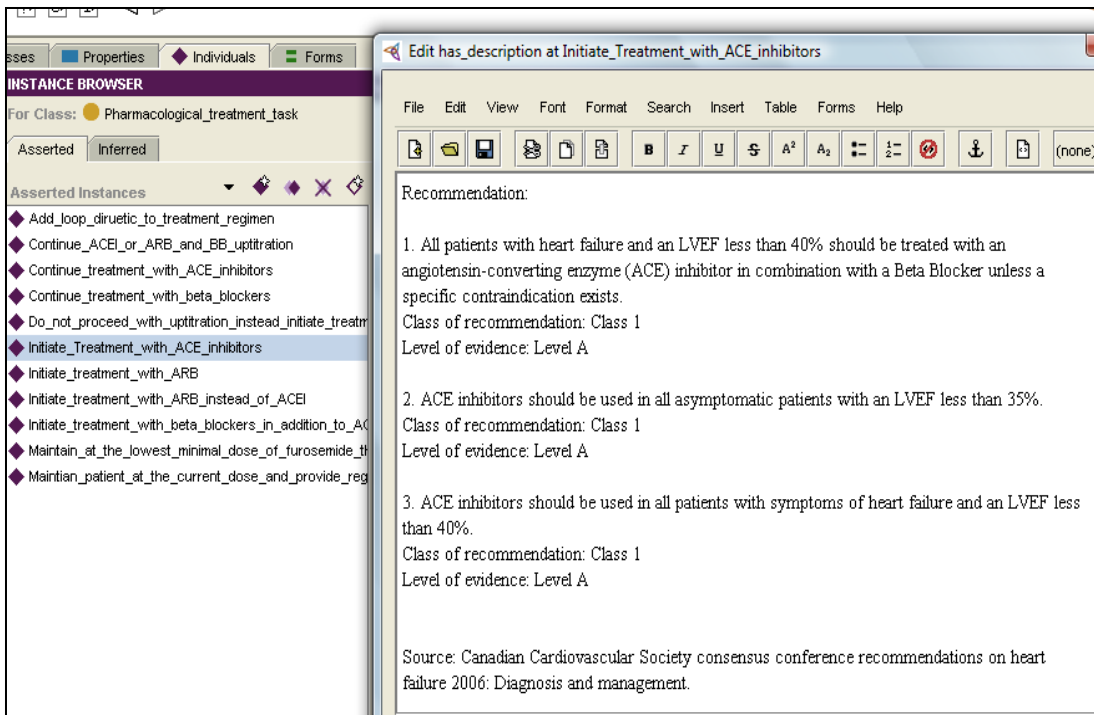 sses Properties Individuals Forms
INSTANCE BROWSER
For Class: Pharmacological_treatment_task
Asserted Inferred
Asserted Instances
Add_loop_diruetic_to_treatment_regimen
Continue_ACEI_or_ARB_and_BB_uptitration
Continue_treatment_with_ACE_inhibitors
Continue_treatment_with_beta_blockers
Do_not_proceed_with_uptitration_instead_initiate_treatm
Initiate_Treatment_with_ACE_inhibitors
Initiate_treatment_with_ARB
Initiate_treatment_with_ARB_instead_of_ACEI
Initiate_treatment_with_beta_blockers_in_addition_to_AC
Maintain_at_the_lowest_minimal_dose_of_furosemide_th
Maintian_patient_at_the_current_dose_and_provide_reg
Edit has_description at Initiate_Treatment_with_ACE_inhibitors
File Edit View Font Format Search Insert Table Forms Help
B I U S A² A₂ (none)
Recommendation:
1. All patients with heart failure and an LVEF less than 40% should be treated with an
angiotensin-converting enzyme (ACE) inhibitor in combination with a Beta Blocker unless a
specific contraindication exists.
Class of recommendation: Class 1
Level of evidence: Level A
2. ACE inhibitors should be used in all asymptomatic patients with an LVEF less than 35%.
Class of recommendation: Class 1
Level of evidence: Level A
3. ACE inhibitors should be used in all patients with symptoms of heart failure and an LVEF less
than 40%.
Class of recommendation: Class 1
Level of evidence: Level A
Source: Canadian Cardiovascular Society consensus conference recommendations on heart
failure 2006: Diagnosis and management.